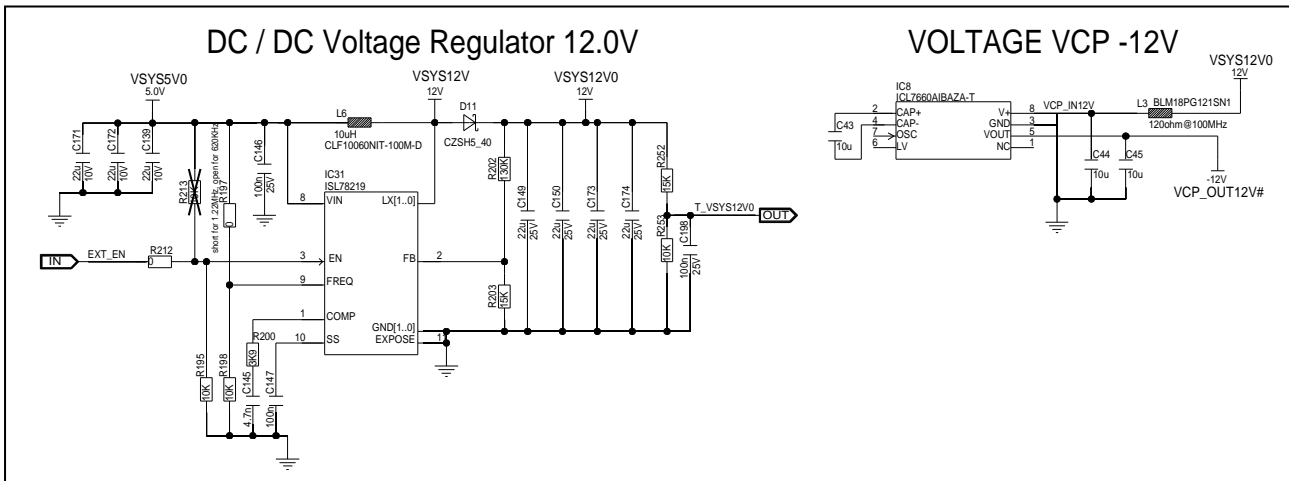 DC / DC Voltage Regulator 12.0V
VSYS5V0
5.0V
C171
22u
10V
C172
22u
10V
C139
22u
10V
R213
R197
0
short for 1.22MHz, open for 620KHz
C146
100n
25V
L6
10uH
CLF10060NIT-100M-D
VSYS12V
12V
D11
CZSH5_40
VSYS12V0
12V
IC31
ISL78219
8
VIN
LX[1..0]
3
EN
FB
2
9
FREQ
1
COMP
GND[1..0]
10
SS
EXPOSE
11
IN
EXT_EN
R212
0
R195
10K
R198
10K
R200
3K9
C145
4.7n
C147
100n
R202
130K
R203
15K
C149
22u
25V
C150
22u
25V
C173
22u
25V
C174
22u
25V
R252
15K
R253
10K
C198
100n
25V
T_VSYS12V0
OUT
VOLTAGE VCP -12V
IC8
ICL7660AIBAZA-T
C43
10u
2
CAP+
4
CAP-
7
OSC
6
LV
V+
8
GND
3
VOUT
5
NC
1
VCP_IN12V
C44
10u
C45
10u
L3
BLM18PG121SN1
120ohm@100MHz
VSYS12V0
12V
-12V
VCP_OUT12V#